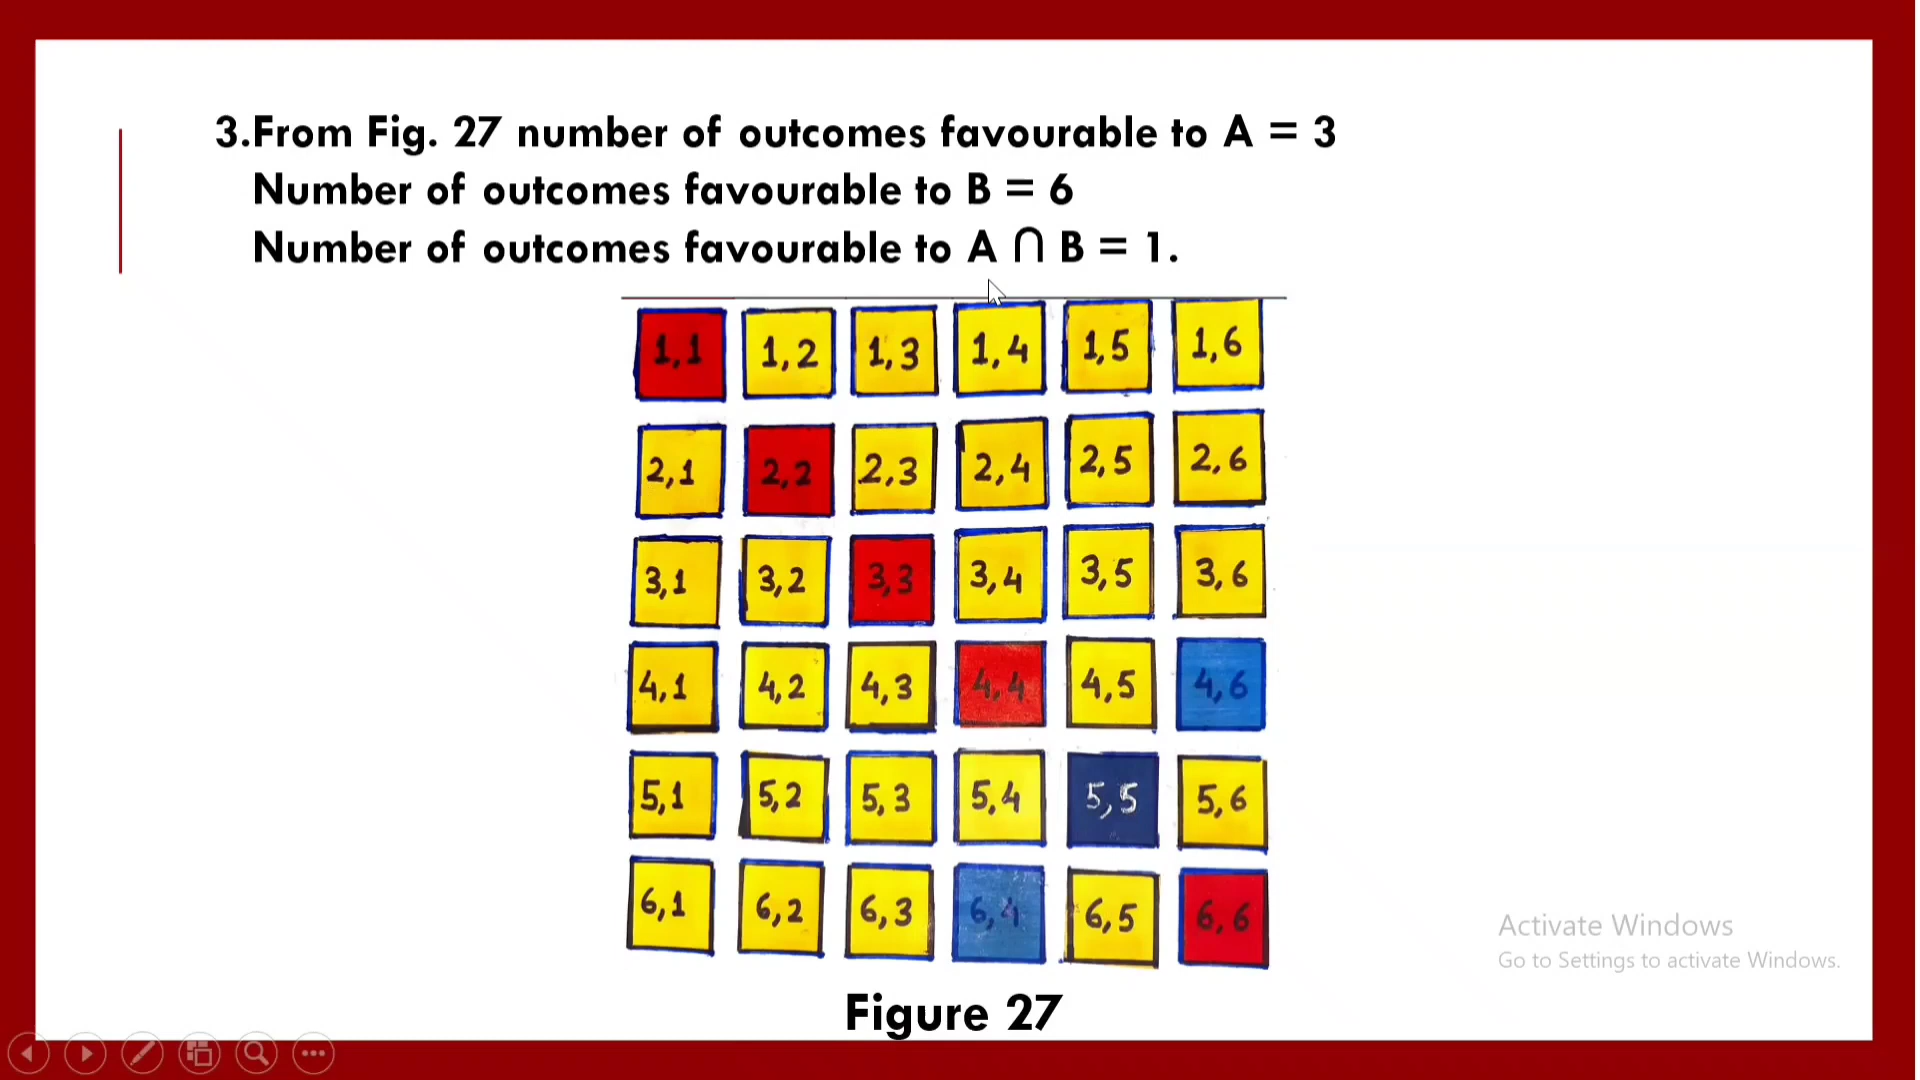 3.From Fig. 27 number of outcomes favourable to A = 3
Number of outcomes favourable to B = 6
Number of outcomes favourable to A ∩ B = 1.
1,1 1,2 1,3 1,4 1,5 1,6
2,1 2,2 2,3 2,4 2,5 2,6
3,1 3,2 3,3 3,4 3,5 3,6
4,1 4,2 4,3 4,4 4,5 4,6
5,1 5,2 5,3 5,4 5,5 5,6
6,1 6,2 6,3 6,4 6,5 6,6
Activate Windows
Go to Settings to activate Windows.
Figure 27